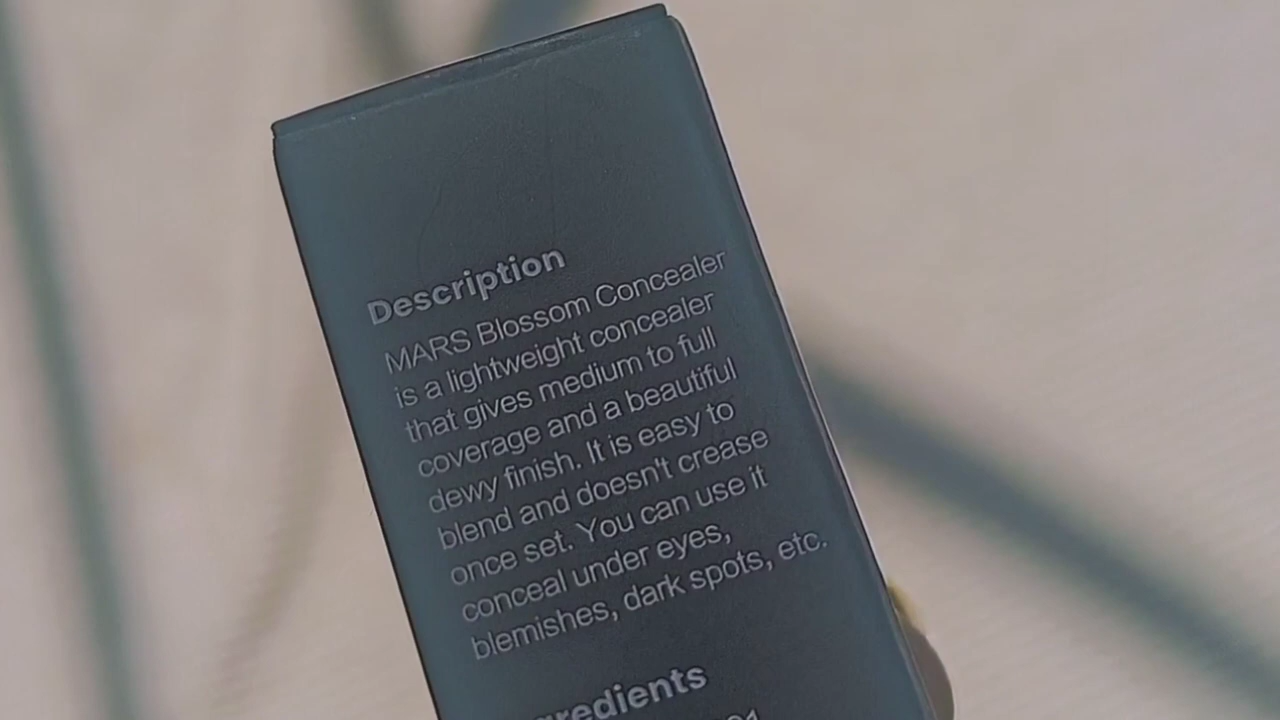 Description
MARS Blossom Concealer
is a lightweight concealer
that gives medium to full
coverage and a beautiful
dewy finish. It is easy to
blend and doesn't crease
once set. You can use it
conceal under eyes,
blemishes, dark spots, etc.
gredients